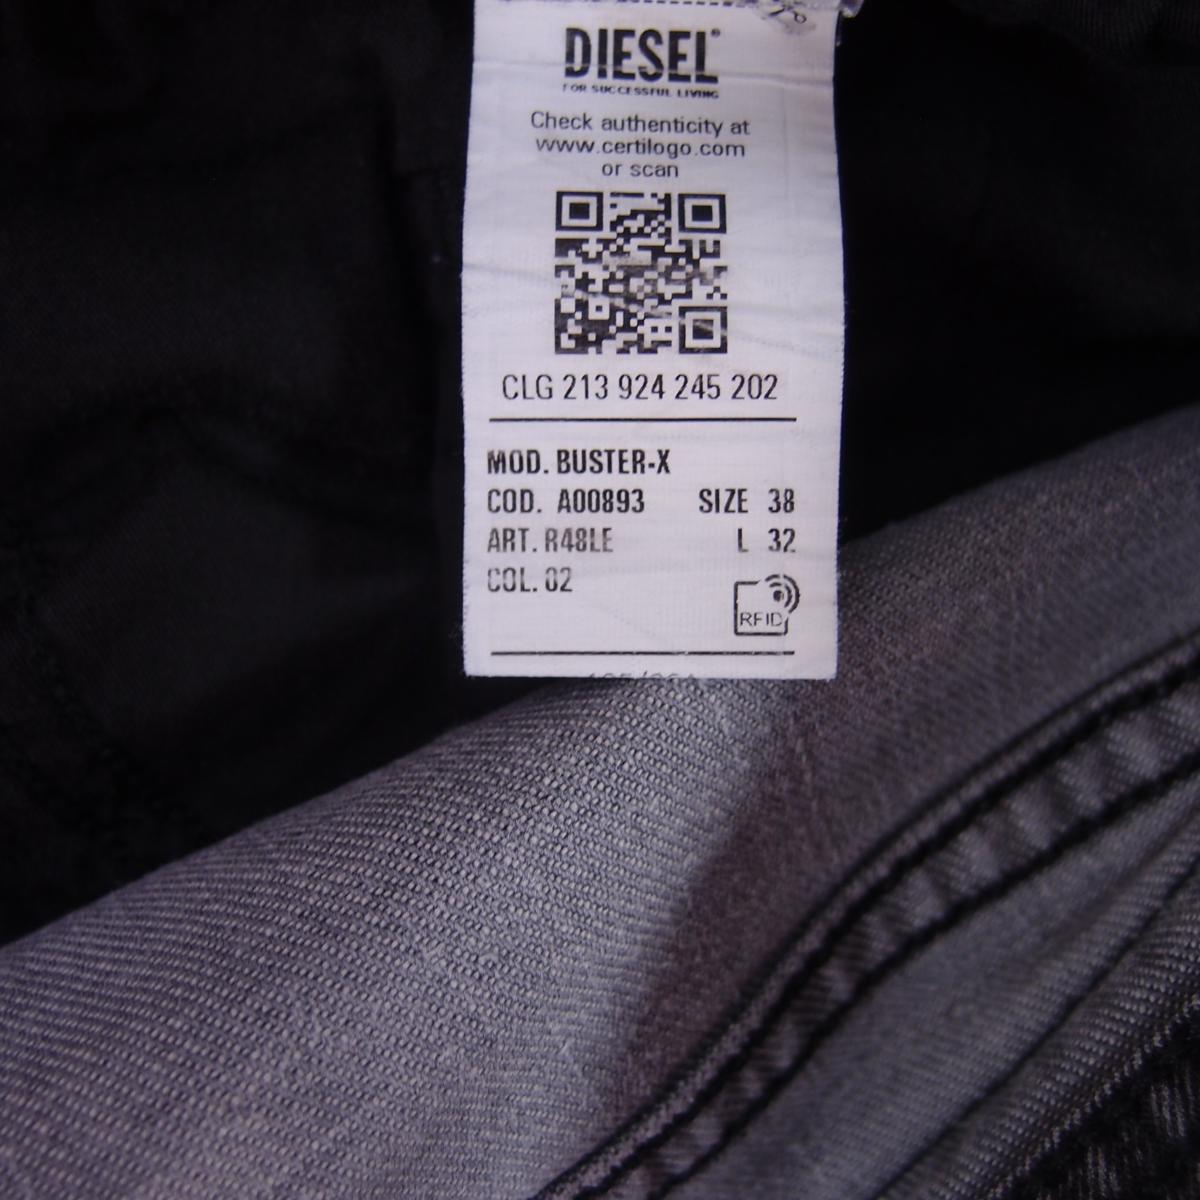 DIESEL
FOR SUCCESSFUL LIVING
Check authenticity at
www.certilogo.com
or scan
CLG 213 924 245 202
MOD. BUSTER-X
COD. A00893 SIZE 38
ART. R48LE L 32
COL. 02
RFID